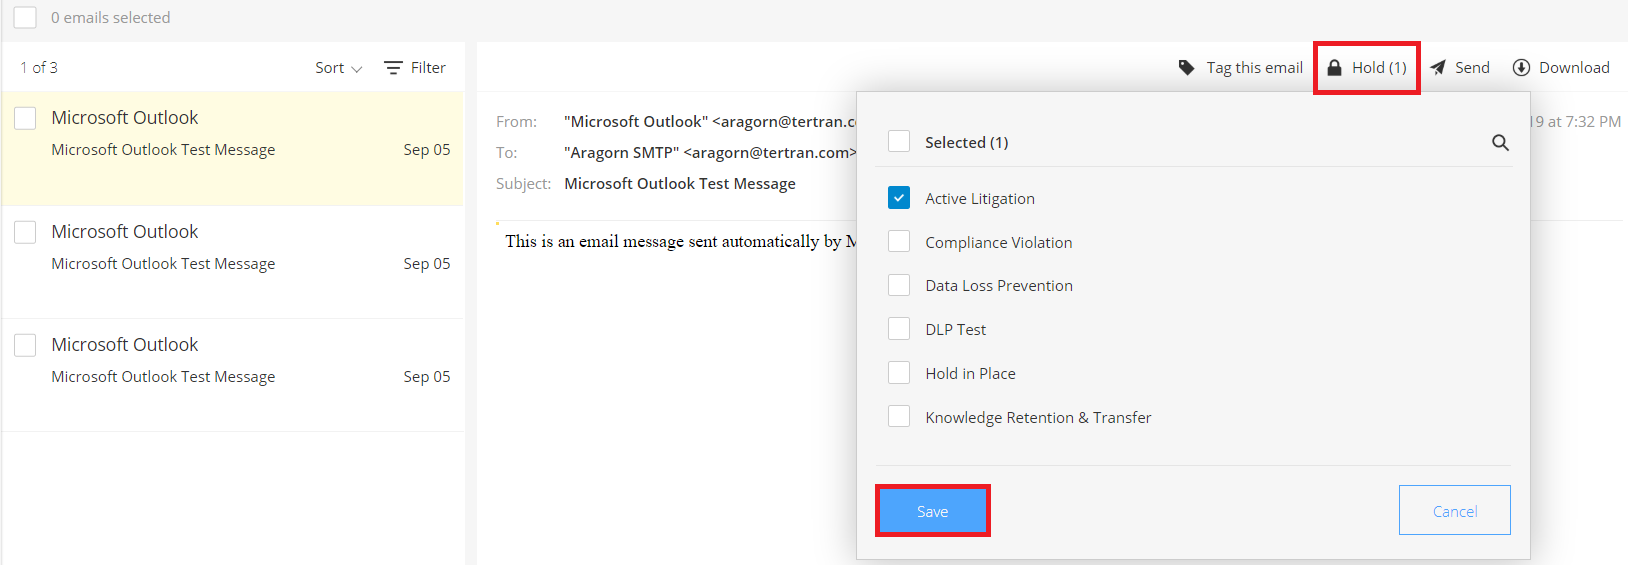 0 emails selected
1 of 3 Sort Filter
Microsoft Outlook
Microsoft Outlook Test Message Sep 05
Microsoft Outlook
Microsoft Outlook Test Message Sep 05
Microsoft Outlook
Microsoft Outlook Test Message Sep 05
Tag this email Hold (1) Send Download
From: "Microsoft Outlook" <aragorn@tertran.co 19 at 7:32 PM
To: "Aragorn SMTP" <aragorn@tertran.com>
Subject: Microsoft Outlook Test Message
This is an email message sent automatically by M
Selected (1)
Active Litigation
Compliance Violation
Data Loss Prevention
DLP Test
Hold in Place
Knowledge Retention & Transfer
Save Cancel